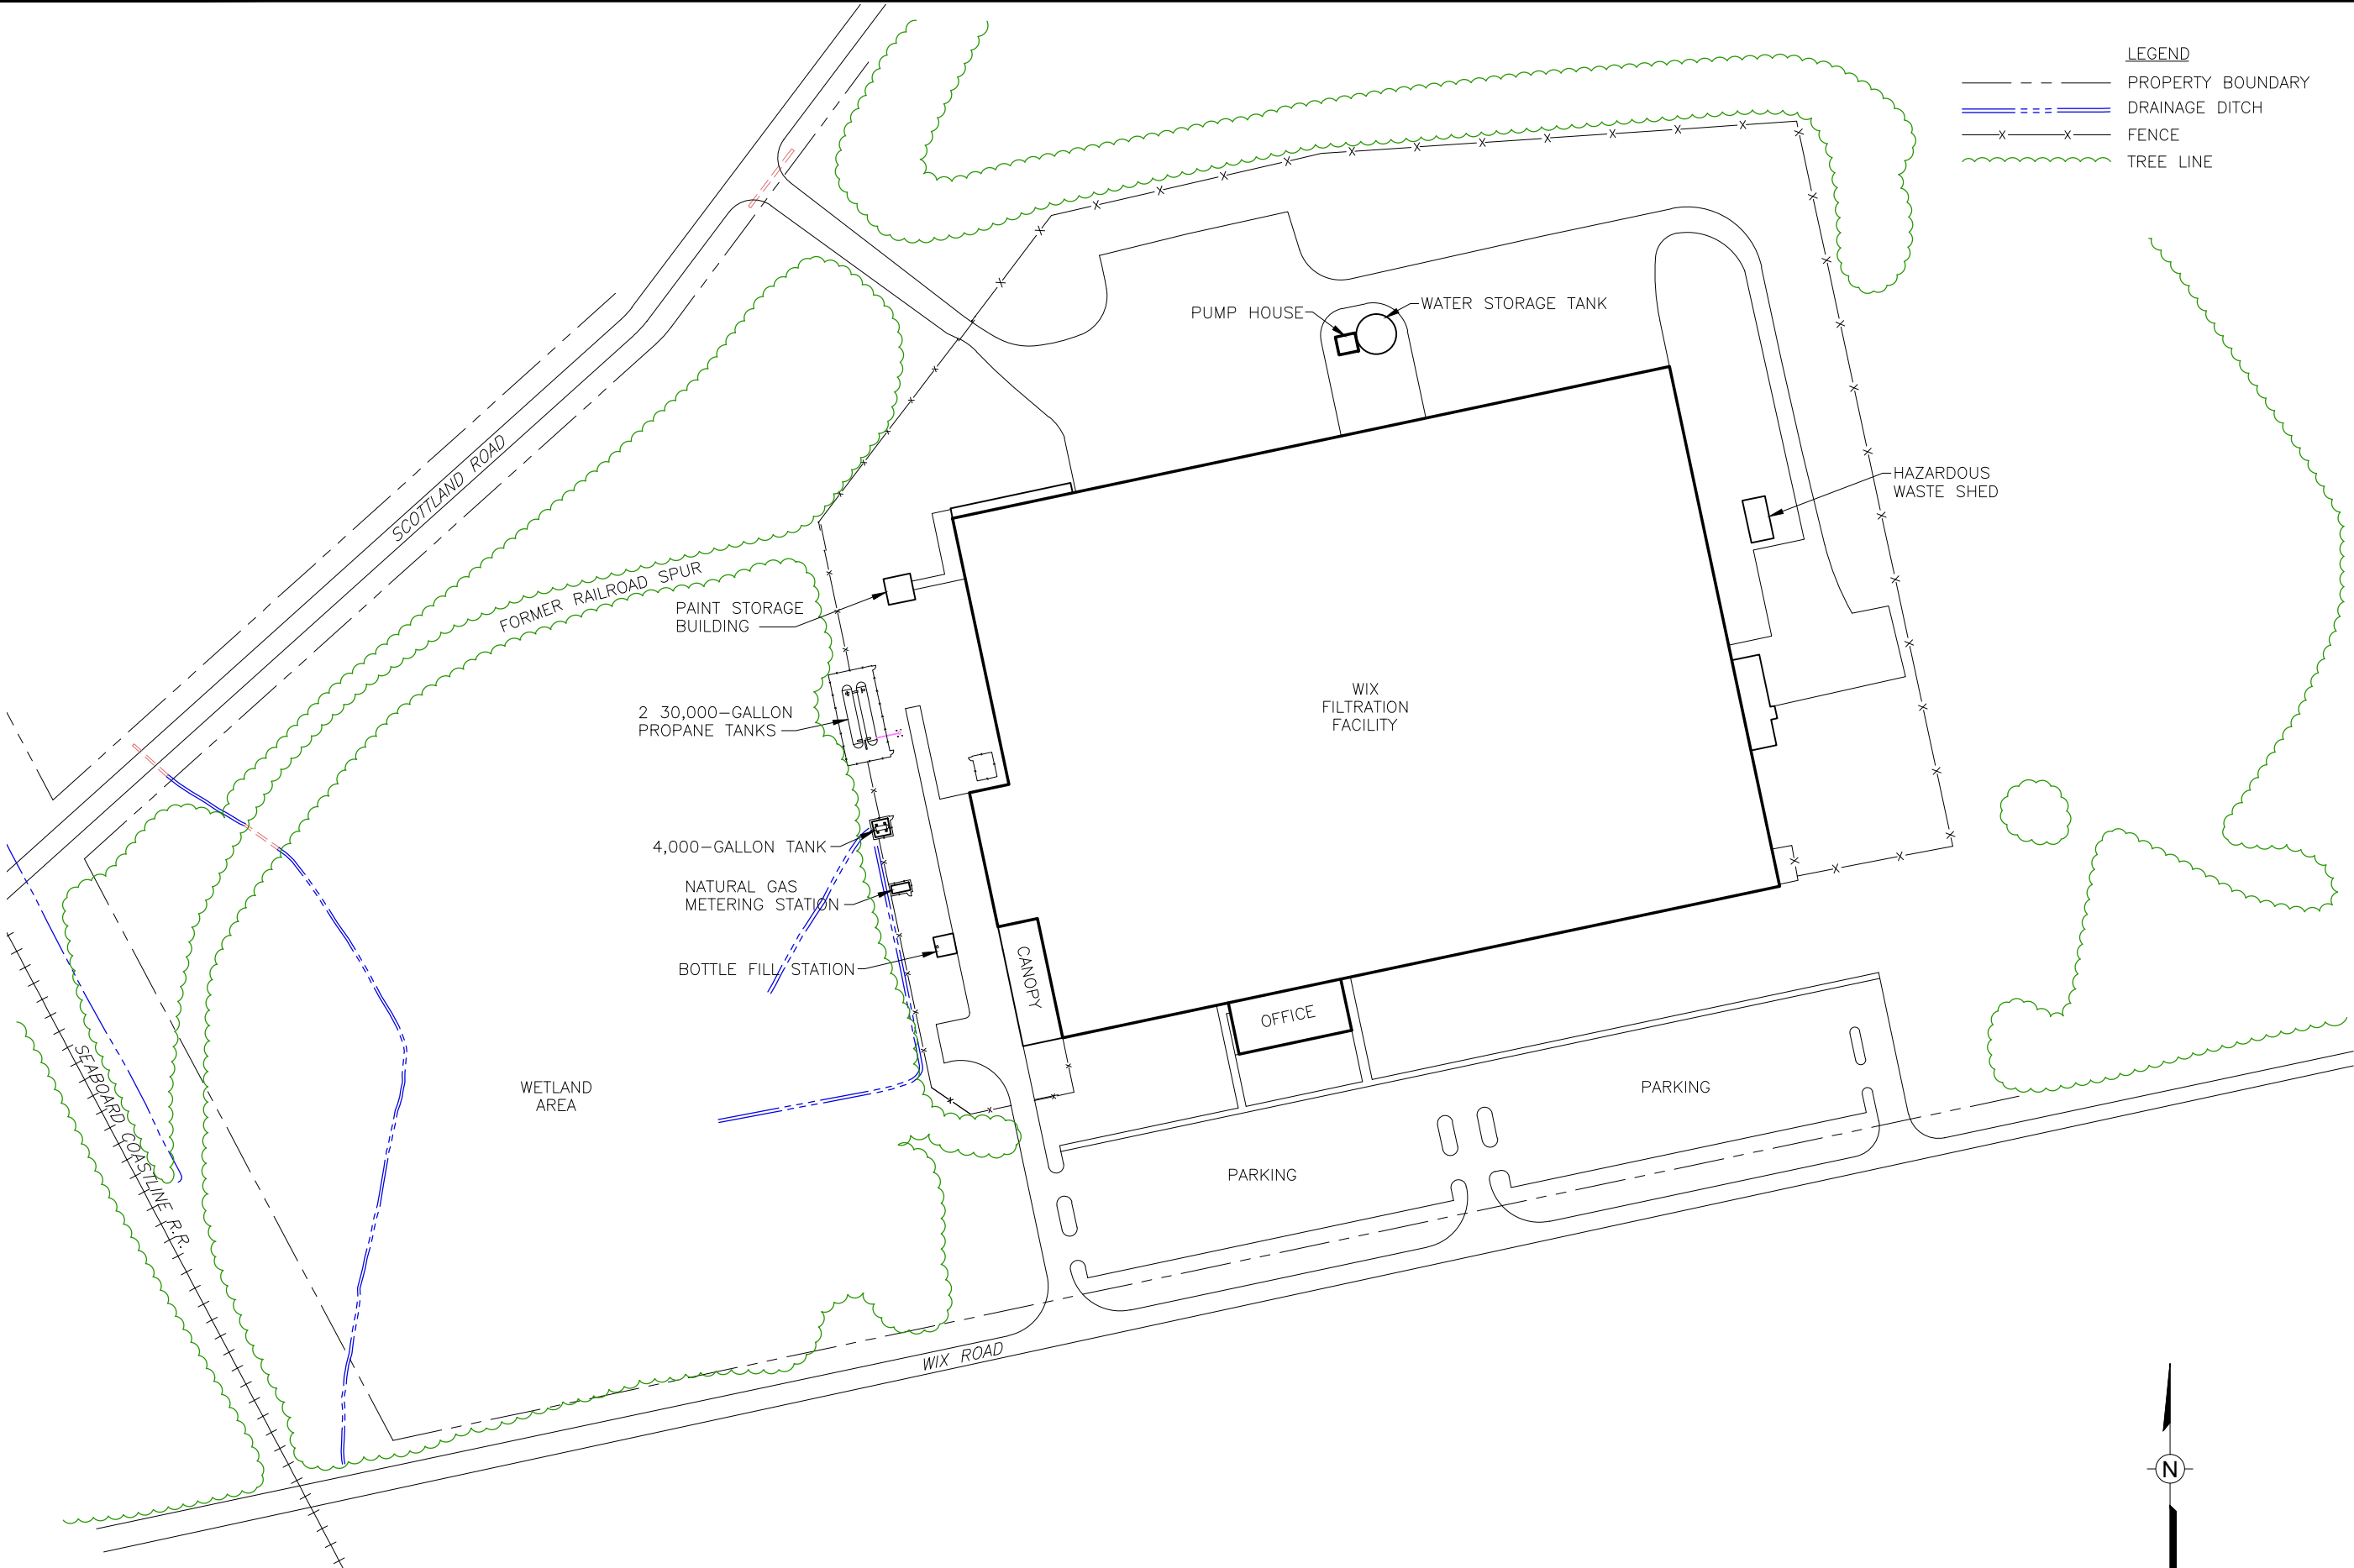 LEGEND
PROPERTY BOUNDARY
DRAINAGE DITCH
FENCE
TREE LINE
PUMP HOUSE
WATER STORAGE TANK
SCOTTLAND ROAD
HAZARDOUS
WASTE SHED
FORMER RAILROAD SPUR
PAINT STORAGE
BUILDING
2 30,000-GALLON
PROPANE TANKS
WIX
FILTRATION
FACILITY
4,000-GALLON TANK
NATURAL GAS
METERING STATION
BOTTLE FILL STATION
CANOPY
OFFICE
SEABOARD COASTLINE R.R.
WETLAND
AREA
PARKING
PARKING
WIX ROAD
N